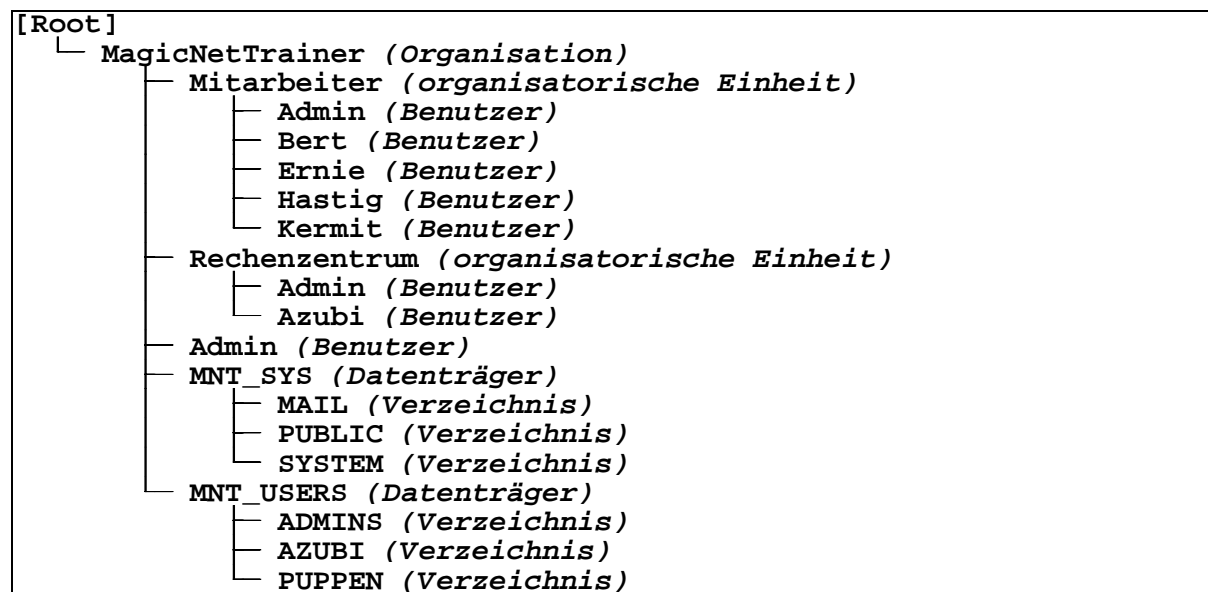 [Root]
MagicNetTrainer (Organisation)
Mitarbeiter (organisatorische Einheit)
Admin (Benutzer)
Bert (Benutzer)
Ernie (Benutzer)
Hastig (Benutzer)
Kermit (Benutzer)
Rechenzentrum (organisatorische Einheit)
Admin (Benutzer)
Azubi (Benutzer)
Admin (Benutzer)
MNT_SYS (Datenträger)
MAIL (Verzeichnis)
PUBLIC (Verzeichnis)
SYSTEM (Verzeichnis)
MNT_USERS (Datenträger)
ADMINS (Verzeichnis)
AZUBI (Verzeichnis)
PUPPEN (Verzeichnis)